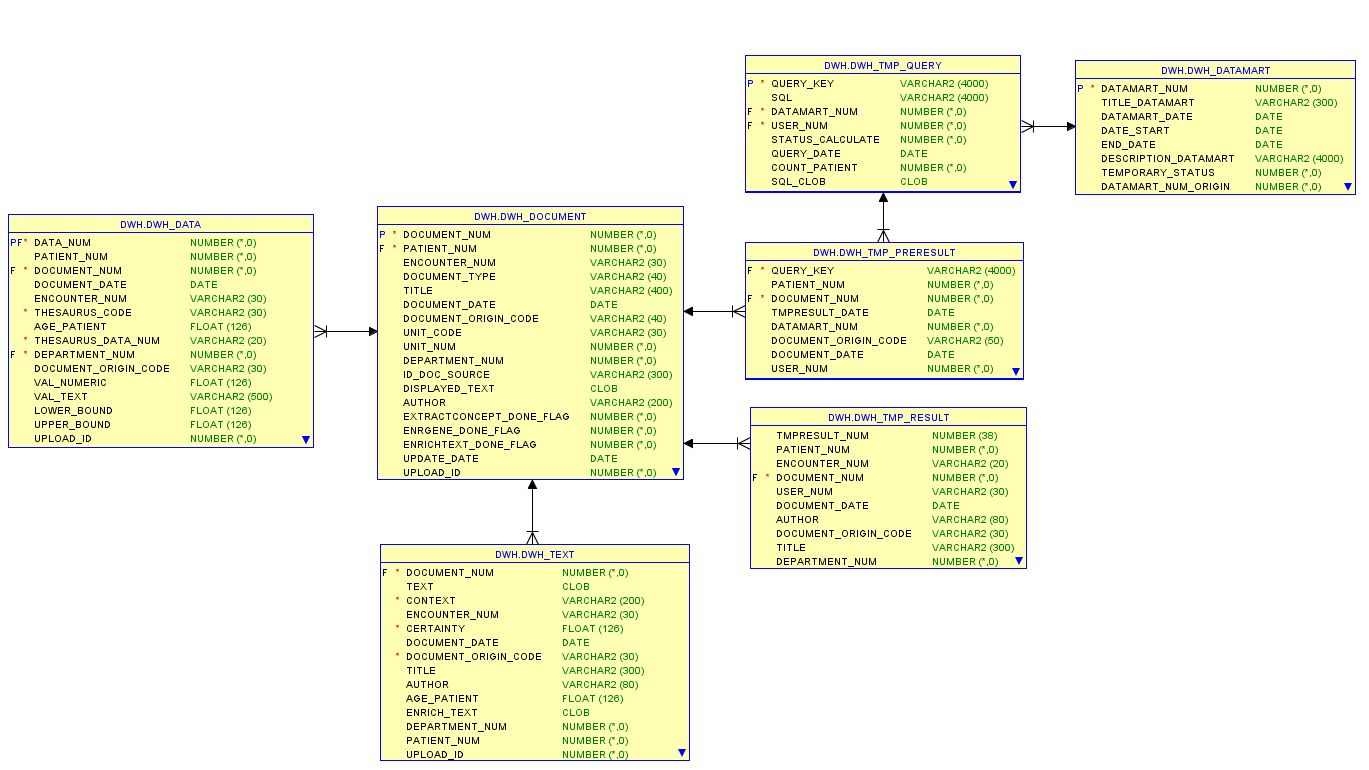 DWH.DWH_TMP_QUERY
P * QUERY_KEY VARCHAR2 (4000)
SQL VARCHAR2 (4000)
F * DATAMART_NUM NUMBER (*,0)
F * USER_NUM NUMBER (*,0)
STATUS_CALCULATE NUMBER (*,0)
QUERY_DATE DATE
COUNT_PATIENT NUMBER (*,0)
SQL_CLOB CLOB
DWH.DWH_DATAMART
P * DATAMART_NUM NUMBER (*,0)
TITLE_DATAMART VARCHAR2 (300)
DATAMART_DATE DATE
DATE_START DATE
END_DATE DATE
DESCRIPTION_DATAMART VARCHAR2 (4000)
TEMPORARY_STATUS NUMBER (*,0)
DATAMART_NUM_ORIGIN NUMBER (*,0)
DWH.DWH_DATA
PF* DATA_NUM NUMBER (*,0)
PATIENT_NUM NUMBER (*,0)
F * DOCUMENT_NUM NUMBER (*,0)
DOCUMENT_DATE DATE
ENCOUNTER_NUM VARCHAR2 (30)
* THESAURUS_CODE VARCHAR2 (30)
AGE_PATIENT FLOAT (126)
* THESAURUS_DATA_NUM VARCHAR2 (20)
F * DEPARTMENT_NUM NUMBER (*,0)
DOCUMENT_ORIGIN_CODE VARCHAR2 (30)
VAL_NUMERIC FLOAT (126)
VAL_TEXT VARCHAR2 (500)
LOWER_BOUND FLOAT (126)
UPPER_BOUND FLOAT (126)
UPLOAD_ID NUMBER (*,0)
DWH.DWH_DOCUMENT
P * DOCUMENT_NUM NUMBER (*,0)
F * PATIENT_NUM NUMBER (*,0)
ENCOUNTER_NUM VARCHAR2 (30)
DOCUMENT_TYPE VARCHAR2 (40)
TITLE VARCHAR2 (400)
DOCUMENT_DATE DATE
DOCUMENT_ORIGIN_CODE VARCHAR2 (40)
UNIT_CODE VARCHAR2 (30)
UNIT_NUM NUMBER (*,0)
DEPARTMENT_NUM NUMBER (*,0)
ID_DOC_SOURCE VARCHAR2 (300)
DISPLAYED_TEXT CLOB
AUTHOR VARCHAR2 (200)
EXTRACTCONCEPT_DONE_FLAG NUMBER (*,0)
ENRGENE_DONE_FLAG NUMBER (*,0)
ENRICHTEXT_DONE_FLAG NUMBER (*,0)
UPDATE_DATE DATE
UPLOAD_ID NUMBER (*,0)
DWH.DWH_TMP_PRERESULT
F * QUERY_KEY VARCHAR2 (4000)
PATIENT_NUM NUMBER (*,0)
F * DOCUMENT_NUM NUMBER (*,0)
TMPRESULT_DATE DATE
DATAMART_NUM NUMBER (*,0)
DOCUMENT_ORIGIN_CODE VARCHAR2 (50)
DOCUMENT_DATE DATE
USER_NUM NUMBER (*,0)
DWH.DWH_TMP_RESULT
TMPRESULT_NUM NUMBER (38)
PATIENT_NUM NUMBER (*,0)
ENCOUNTER_NUM VARCHAR2 (20)
F * DOCUMENT_NUM NUMBER (*,0)
USER_NUM VARCHAR2 (30)
DOCUMENT_DATE DATE
AUTHOR VARCHAR2 (80)
DOCUMENT_ORIGIN_CODE VARCHAR2 (30)
TITLE VARCHAR2 (300)
DEPARTMENT_NUM NUMBER (*,0)
DWH.DWH_TEXT
F * DOCUMENT_NUM NUMBER (*,0)
TEXT CLOB
* CONTEXT VARCHAR2 (200)
ENCOUNTER_NUM VARCHAR2 (30)
* CERTAINTY FLOAT (126)
DOCUMENT_DATE DATE
* DOCUMENT_ORIGIN_CODE VARCHAR2 (30)
TITLE VARCHAR2 (300)
AUTHOR VARCHAR2 (80)
AGE_PATIENT FLOAT (126)
ENRICH_TEXT CLOB
DEPARTMENT_NUM NUMBER (*,0)
PATIENT_NUM NUMBER (*,0)
UPLOAD_ID NUMBER (*,0)